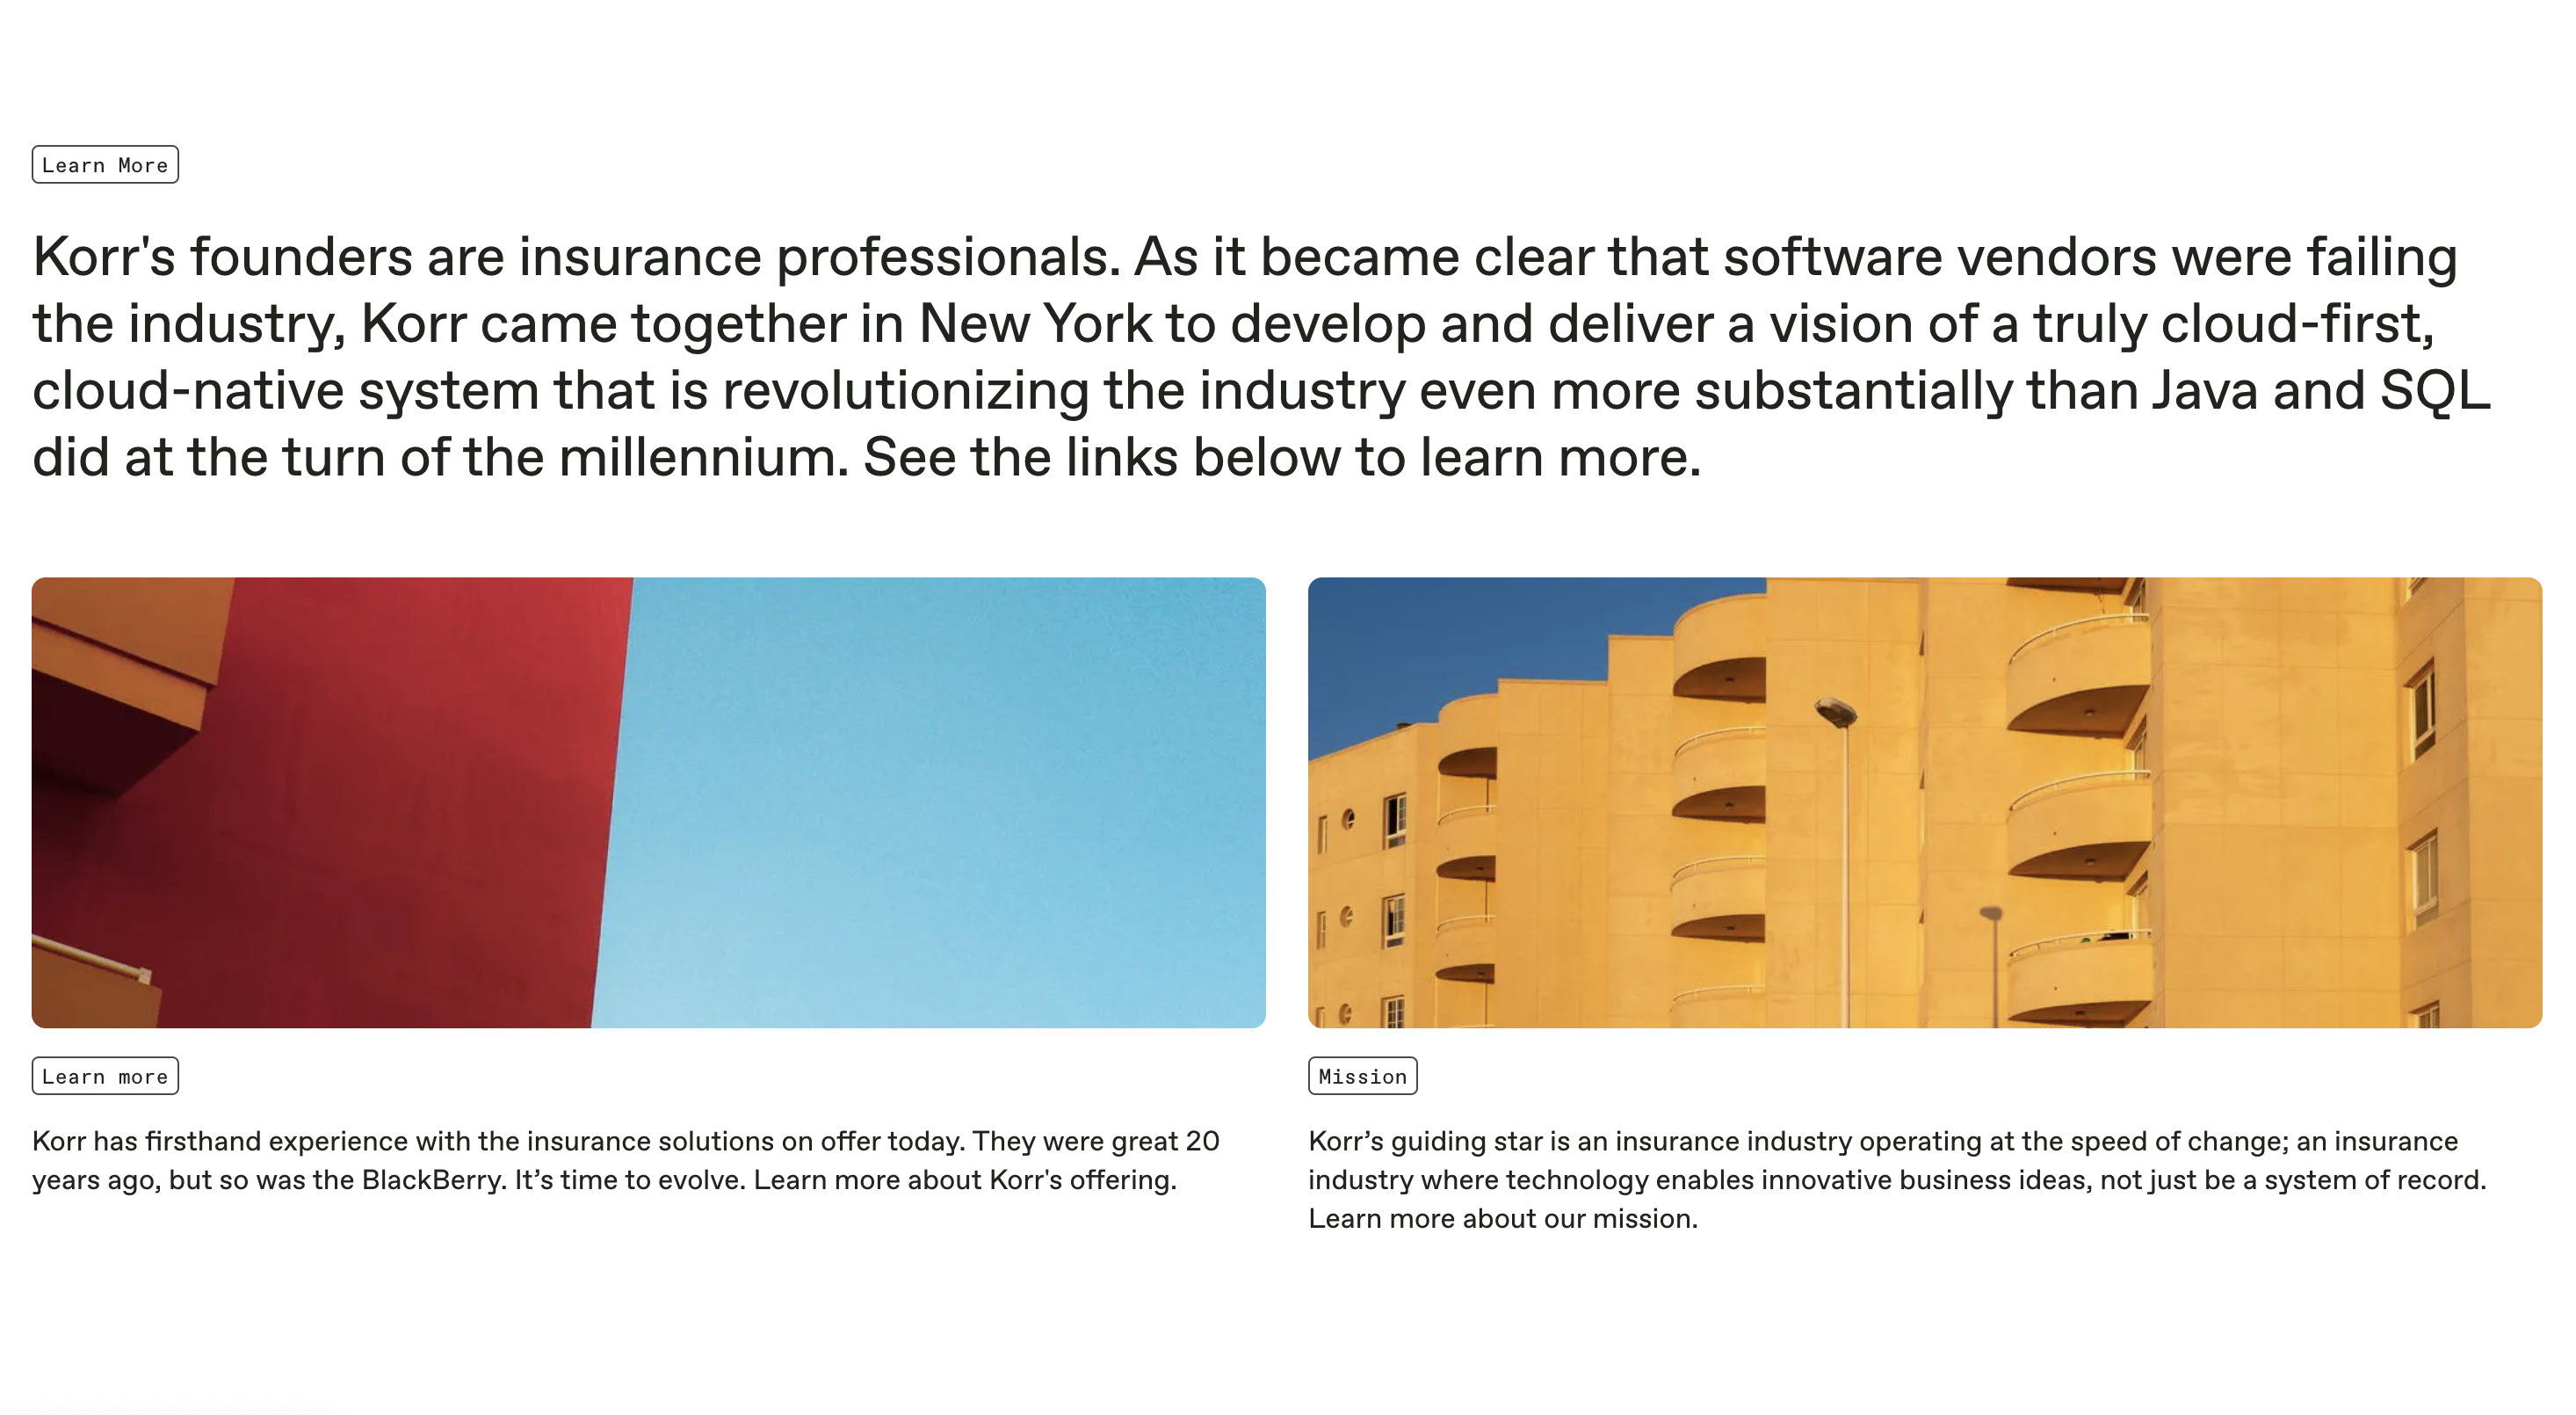 Learn More
Korr's founders are insurance professionals. As it became clear that software vendors were failing
the industry, Korr came together in New York to develop and deliver a vision of a truly cloud-first,
cloud-native system that is revolutionizing the industry even more substantially than Java and SQL
did at the turn of the millennium. See the links below to learn more.
Learn more
Korr has firsthand experience with the insurance solutions on offer today. They were great 20
years ago, but so was the BlackBerry. It’s time to evolve. Learn more about Korr's offering.
Mission
Korr’s guiding star is an insurance industry operating at the speed of change; an insurance
industry where technology enables innovative business ideas, not just be a system of record.
Learn more about our mission.